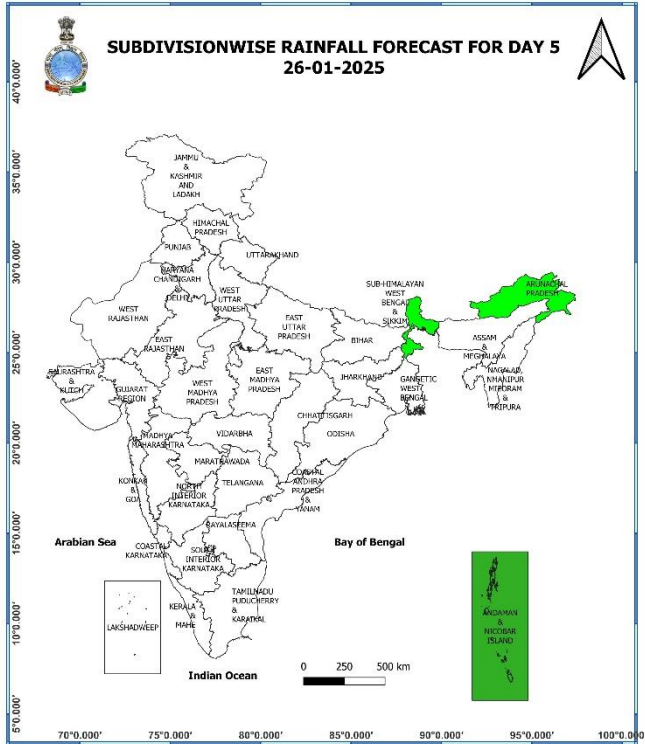 SUBDIVISIONWISE RAINFALL FORECAST FOR DAY 5
26-01-2025
40°0.000'
35°0.000'
30°0.000'
25°0.000'
20°0.000'
15°0.000'
10°0.000'
5°0.000'
JAMMU
&
KASHMIR
AND
LADAKH
HIMACHAL
PRADESH
PUNJAB
UTTARAKHAND
HARYANA
CHANDIGARH
&
DELHI
WEST
UTTAR
PRADESH
WEST
RAJASTHAN
EAST
RAJASTHAN
EAST
UTTAR
PRADESH
SUB-HIMALAYAN
WEST
BENGAL
&
SIKKIM
ARUNACHAL
PRADESH
BIHAR
ASSAM
&
MEGHALAYA
NAGALAD,
NMANIPUR
MIZORAM
&
TRIPURA
SAURASHTRA
&
KUTCH
GUJARAT
REGION
WEST
MADHYA
PRADESH
EAST
MADHYA
PRADESH
JHARKHAND
GANGETIC
WEST
BENGAL
CHHATTISGARH
ODISHA
MADHYA
MAHARASHTRA
VIDARBHA
MARATHWADA
TELANGANA
KONKAN
&
GOA
NORTH
INTERIOR
KARNATAKA
COASTAL
ANDHRA
PRADESH
&
YANAM
RAYALASEEMA
Arabian Sea
Bay of Bengal
COASTAL
KARNATAKA
SOUTH
INTERIOR
KARNATAKA
LAKSHADWEEP
KERALA
&
MAHE
TAMILNADU
PUDUCHERRY
&
KARAIKAL
ANDAMAN
&
NICOBAR
ISLAND
Indian Ocean
0 250 500 km
70°0.000' 75°0.000' 80°0.000' 85°0.000' 90°0.000' 95°0.000' 100°0.000'